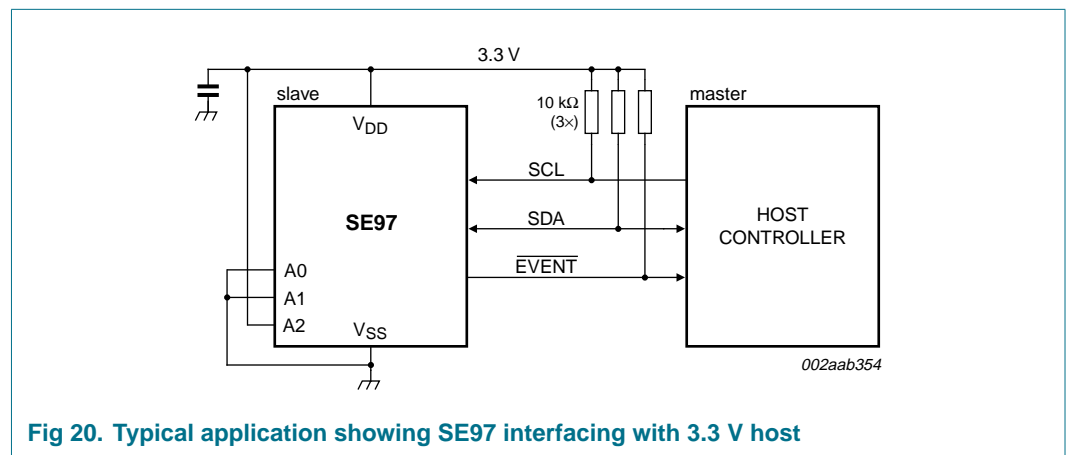 3.3 V
slave
10 kΩ
(3×)
master
VDD
SCL
SE97
SDA
HOST
CONTROLLER
EVENT
A0
A1
A2
VSS
002aab354
Fig 20. Typical application showing SE97 interfacing with 3.3 V host